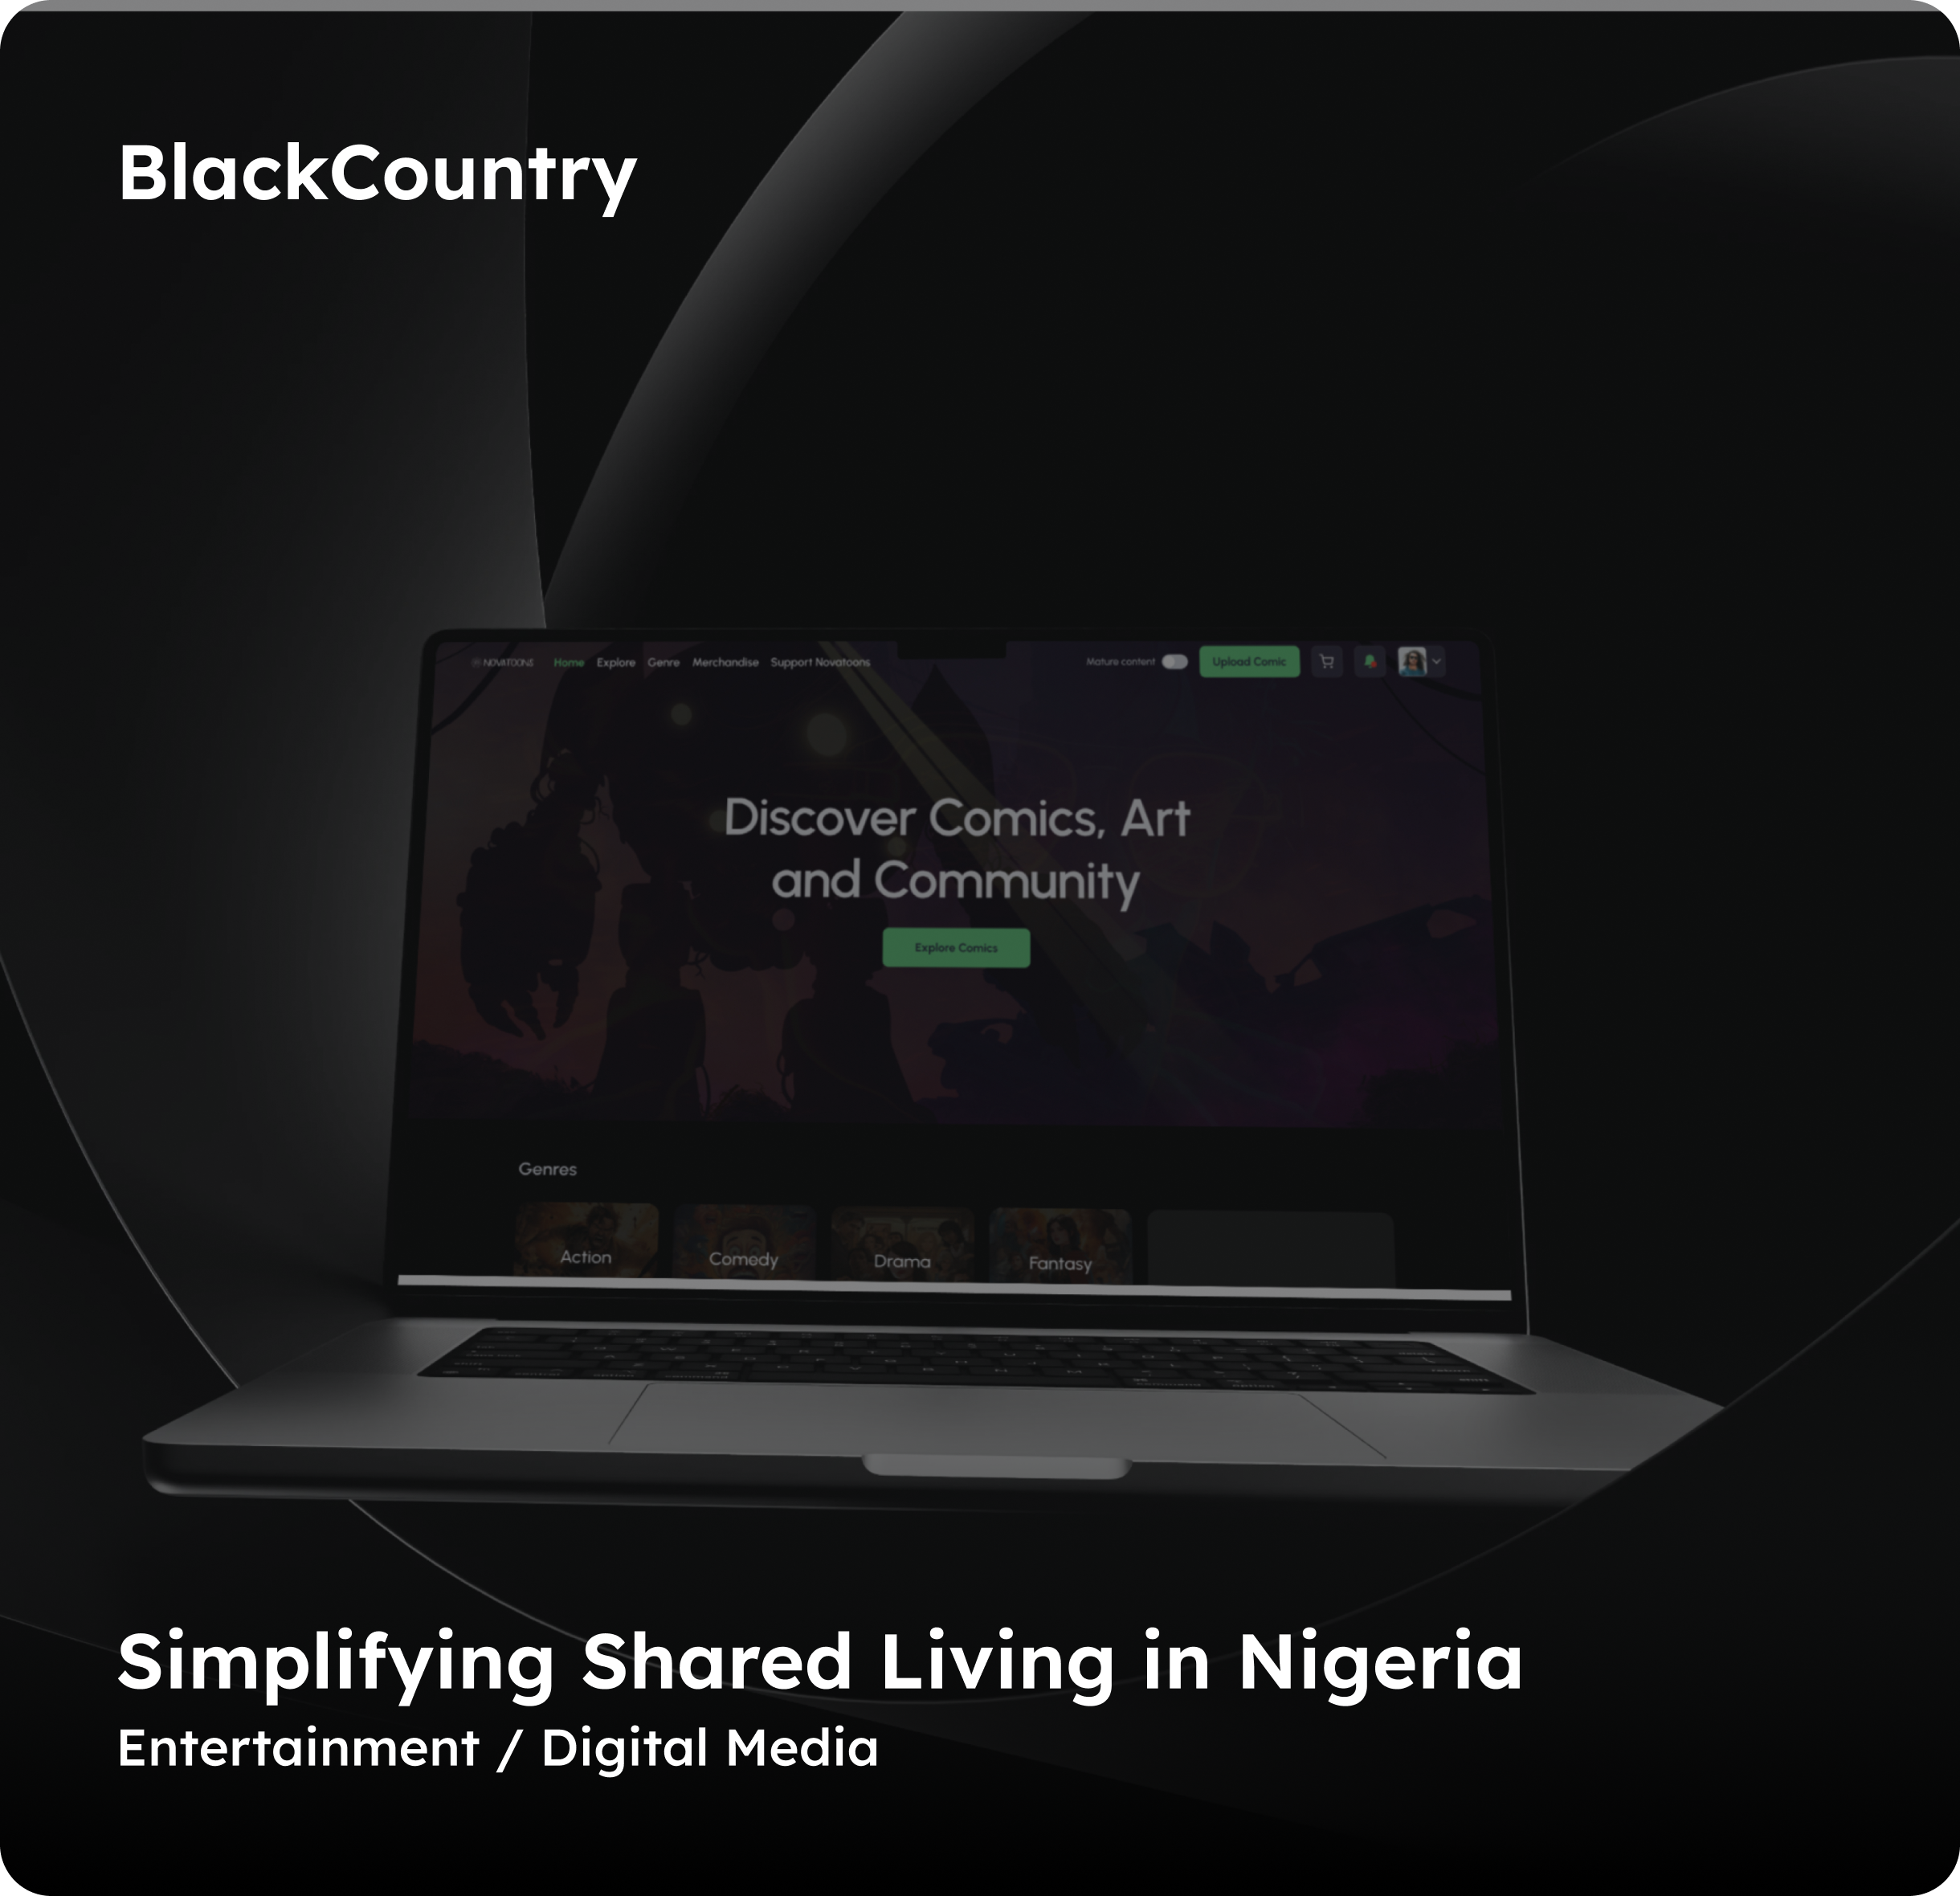 BlackCountry
NOVATOONS Home Explore Genre Merchandise Support Novatoons Mature content Upload Comic
Discover Comics, Art
and Community
Explore Comics
Genres
Action Comedy Drama Fantasy
Simplifying Shared Living in Nigeria
Entertainment / Digital Media